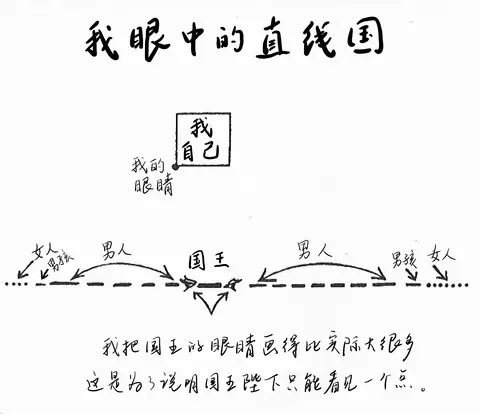 我眼中的直线国
我
自己
我的
眼睛
女人
男孩
男人
国王
男人
男孩
女人
我把国王的眼睛画得比实际大很多
这是为了说明国王陛下只能看见一个点。